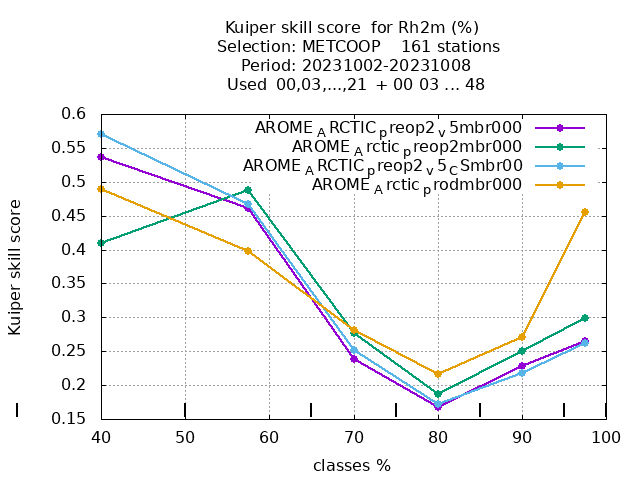 Kuiper skill score for Rh2m (%)
Selection: METCOOP 161 stations
Period: 20231002-20231008
Used 00,03,...,21 + 00 03 ... 48
0.6
0.55
0.5
0.45
0.4
0.35
0.3
0.25
0.2
0.15
Kuiper skill score
AROME_ARCTIC_preop2_v5mbr000
AROME_Arctic_preop2mbr000
AROME_ARCTIC_preop2_v5_CSmbr00
AROME_Arctic_prodmbr000
40 50 60 70 80 90 100
classes %